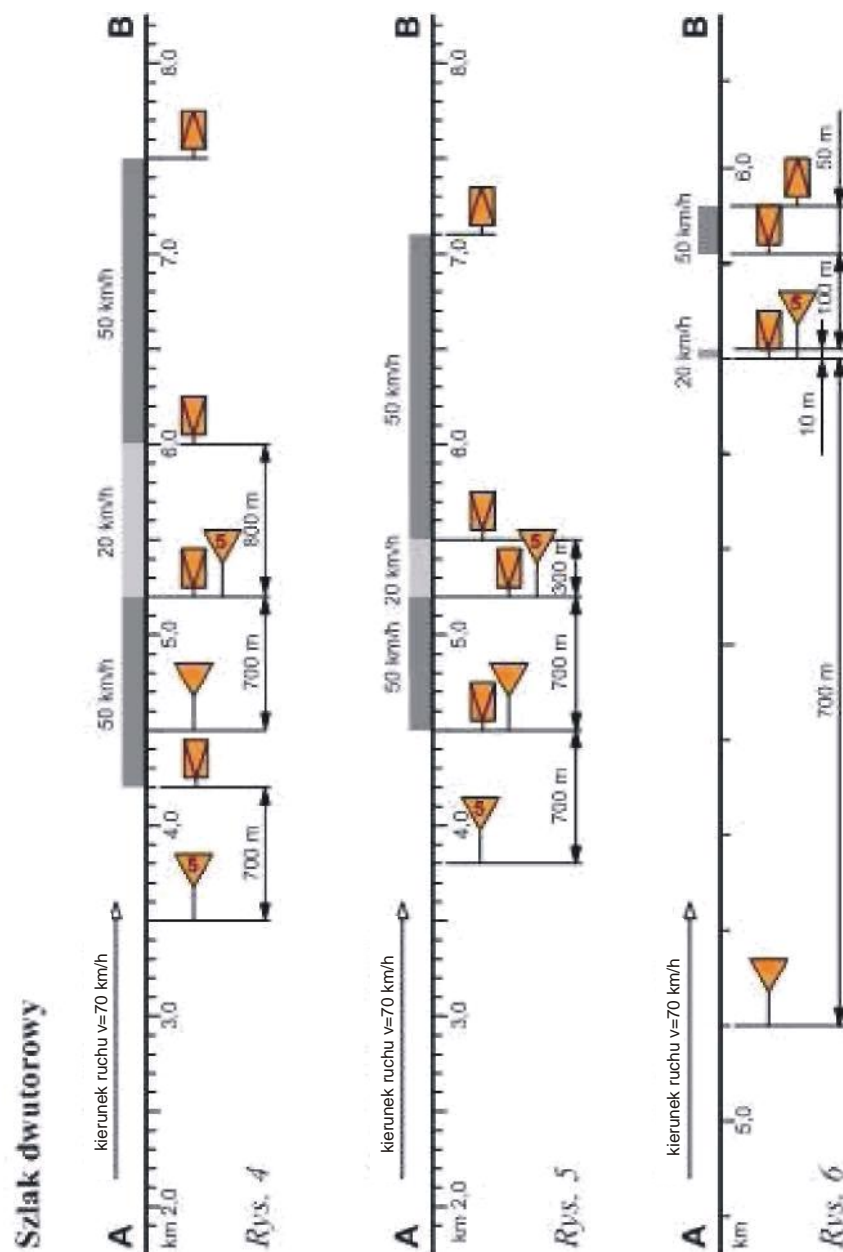 Szlak dwutorowy
kierunek ruchu v=70 km/h
50 km/h
20 km/h
50 km/h
A
B
km 2,0
3,0
4,0
5,0
6,0
7,0
8,0
5
5
700 m
700 m
800 m
Rys. 4
kierunek ruchu v=70 km/h
50 km/h
20 km/h
50 km/h
A
B
km 2,0
3,0
4,0
5,0
6,0
7,0
8,0
5
5
700 m
700 m
300 m
Rys. 5
kierunek ruchu v=70 km/h
20 km/h
50 km/h
A
B
km
5,0
6,0
5
700 m
10 m
100 m
50 m
Rys. 6